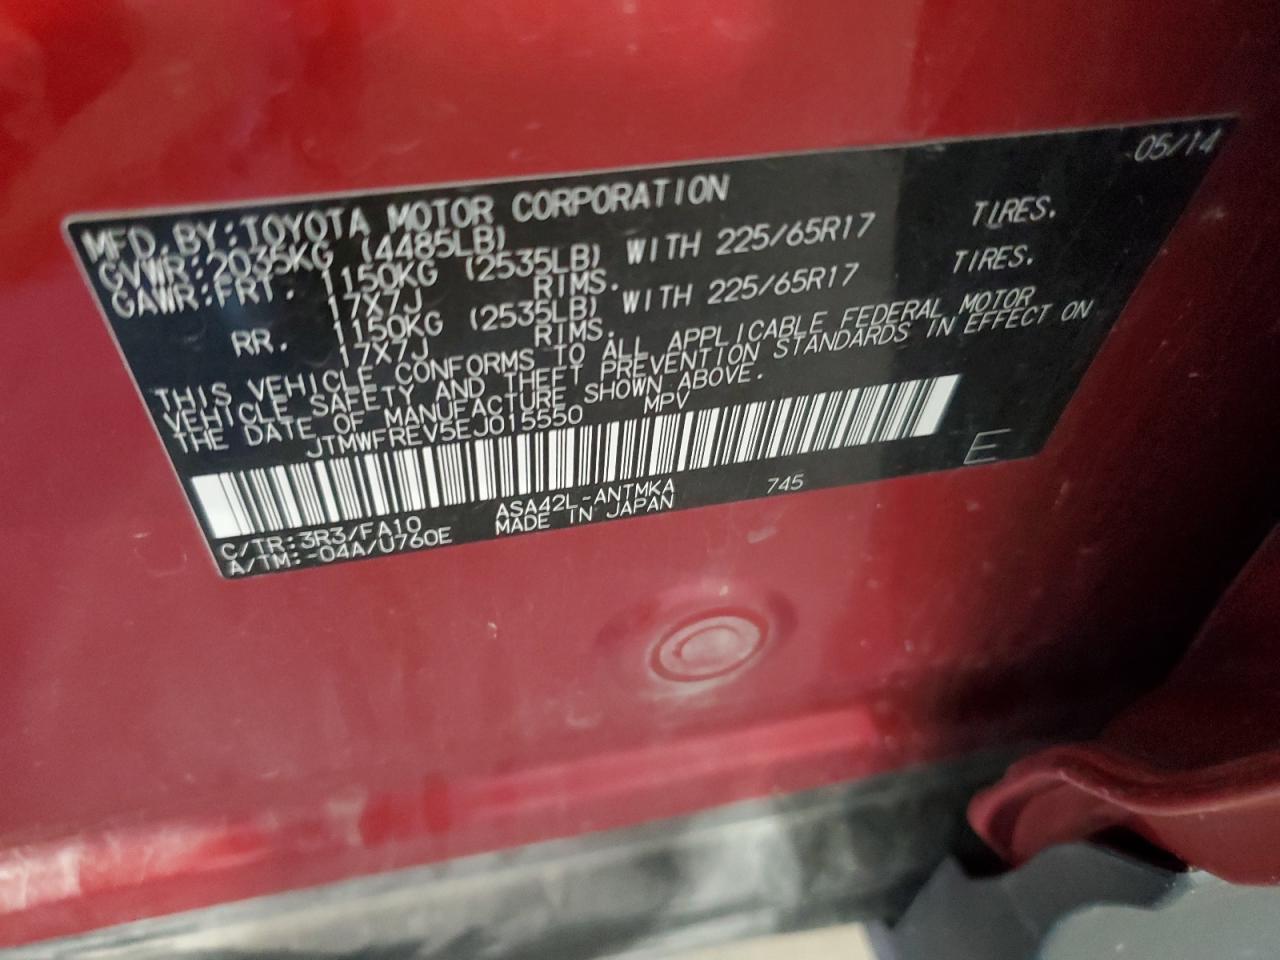 05/14
MFD. BY: TOYOTA MOTOR CORPORATION
GVWR: 2035KG (4485LB)
GAWR: FRT. 1150KG (2535LB) WITH 225/65R17 TIRES.
17X7J RIMS.
RR. 1150KG (2535LB) WITH 225/65R17 TIRES.
17X7J RIMS.
THIS VEHICLE CONFORMS TO ALL APPLICABLE FEDERAL MOTOR
VEHICLE SAFETY AND THEFT PREVENTION STANDARDS IN EFFECT ON
THE DATE OF MANUFACTURE SHOWN ABOVE.
JTMWFREV5EJ015550 MPV
E
C/TR: 3R3/FA10 ASA42L-ANTMKA 745
A/TM: -04A/U760E MADE IN JAPAN